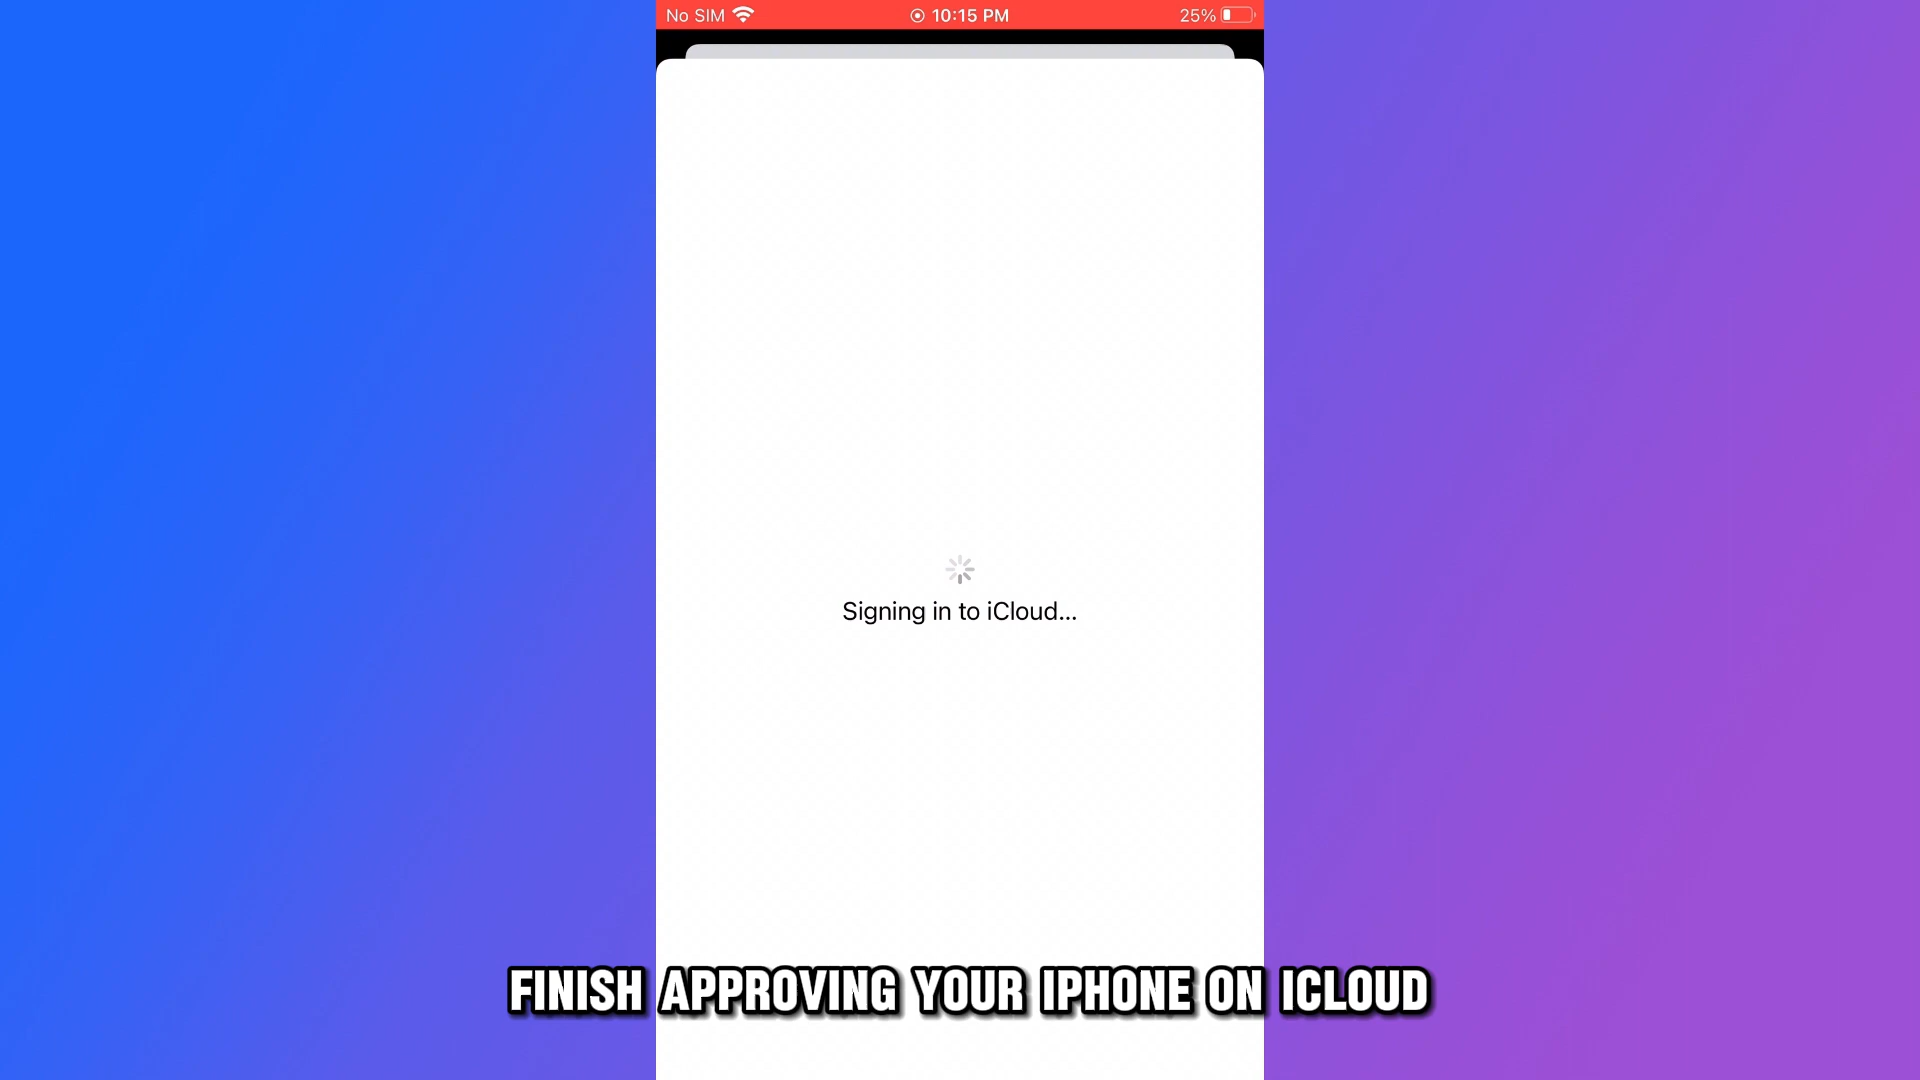 No SIM 10:15 PM 25%
Signing in to iCloud...
FINISH APPROVING YOUR IPHONE ON ICLOUD